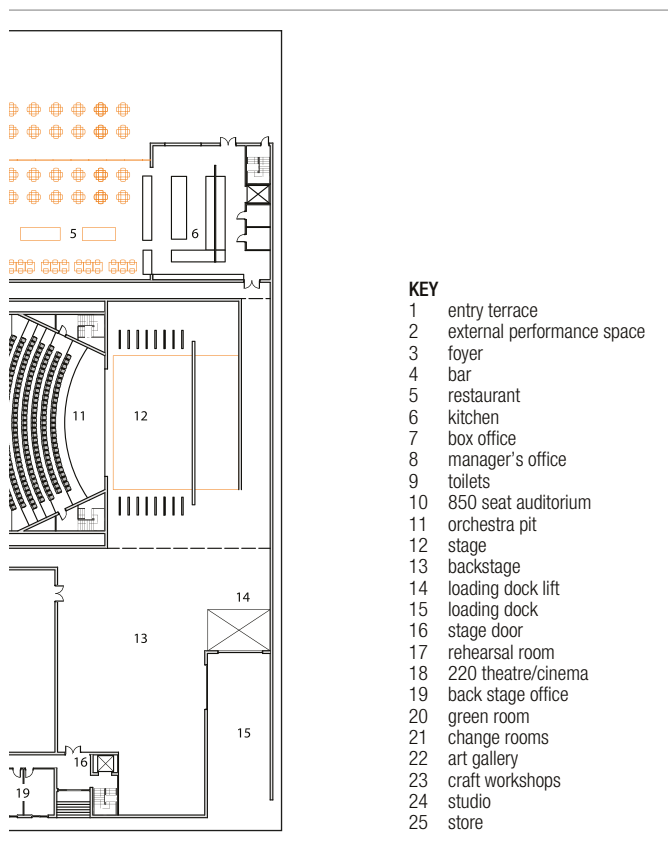 5
6
11
12
14
13
15
16
19
KEY
1 entry terrace
2 external performance space
3 foyer
4 bar
5 restaurant
6 kitchen
7 box office
8 manager's office
9 toilets
10 850 seat auditorium
11 orchestra pit
12 stage
13 backstage
14 loading dock lift
15 loading dock
16 stage door
17 rehearsal room
18 220 theatre/cinema
19 back stage office
20 green room
21 change rooms
22 art gallery
23 craft workshops
24 studio
25 store